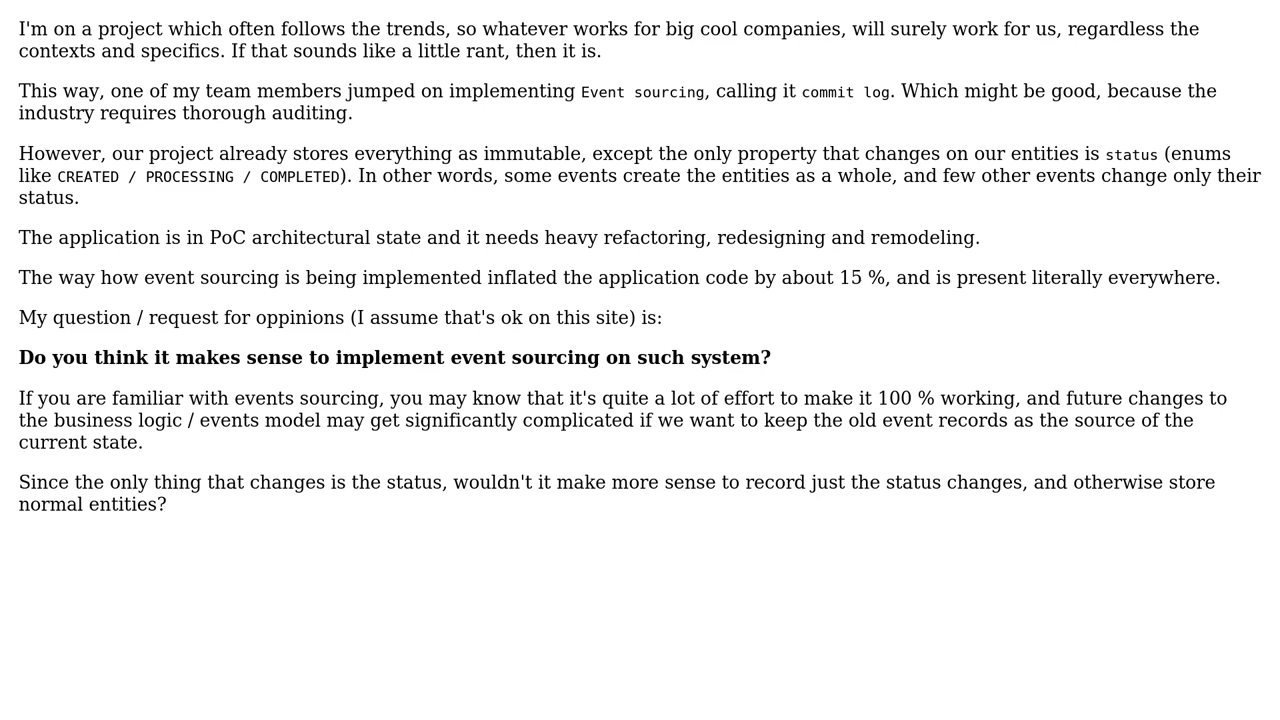 I'm on a project which often follows the trends, so whatever works for big cool companies, will surely work for us, regardless the
contexts and specifics. If that sounds like a little rant, then it is.
This way, one of my team members jumped on implementing Event sourcing, calling it commit log. Which might be good, because the
industry requires thorough auditing.
However, our project already stores everything as immutable, except the only property that changes on our entities is status (enums
like CREATED / PROCESSING / COMPLETED). In other words, some events create the entities as a whole, and few other events change only their
status.
The application is in PoC architectural state and it needs heavy refactoring, redesigning and remodeling.
The way how event sourcing is being implemented inflated the application code by about 15 %, and is present literally everywhere.
My question / request for oppinions (I assume that's ok on this site) is:
Do you think it makes sense to implement event sourcing on such system?
If you are familiar with events sourcing, you may know that it's quite a lot of effort to make it 100 % working, and future changes to
the business logic / events model may get significantly complicated if we want to keep the old event records as the source of the
current state.
Since the only thing that changes is the status, wouldn't it make more sense to record just the status changes, and otherwise store
normal entities?